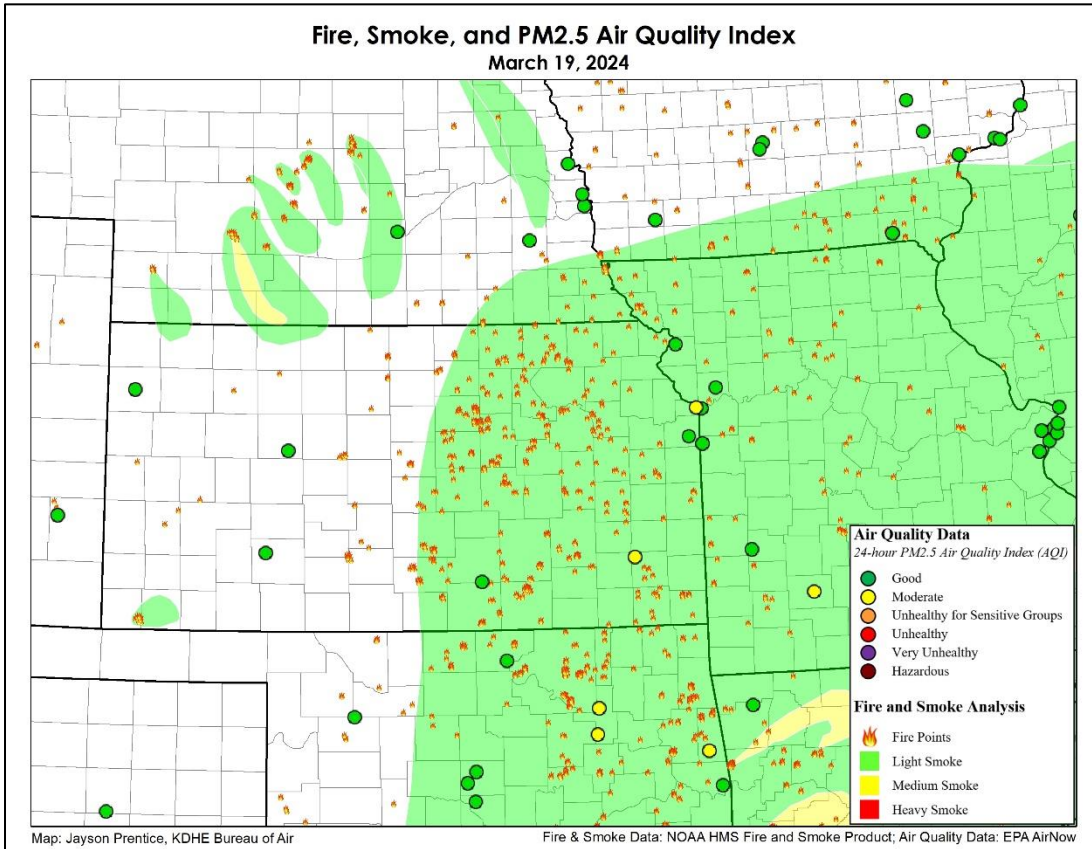 Fire, Smoke, and PM2.5 Air Quality Index
March 19, 2024
Air Quality Data
24-hour PM2.5 Air Quality Index (AQI)
Good
Moderate
Unhealthy for Sensitive Groups
Unhealthy
Very Unhealthy
Hazardous
Fire and Smoke Analysis
Fire Points
Light Smoke
Medium Smoke
Heavy Smoke
Map: Jayson Prentice, KDHE Bureau of Air
Fire & Smoke Data: NOAA HMS Fire and Smoke Product; Air Quality Data: EPA AirNow